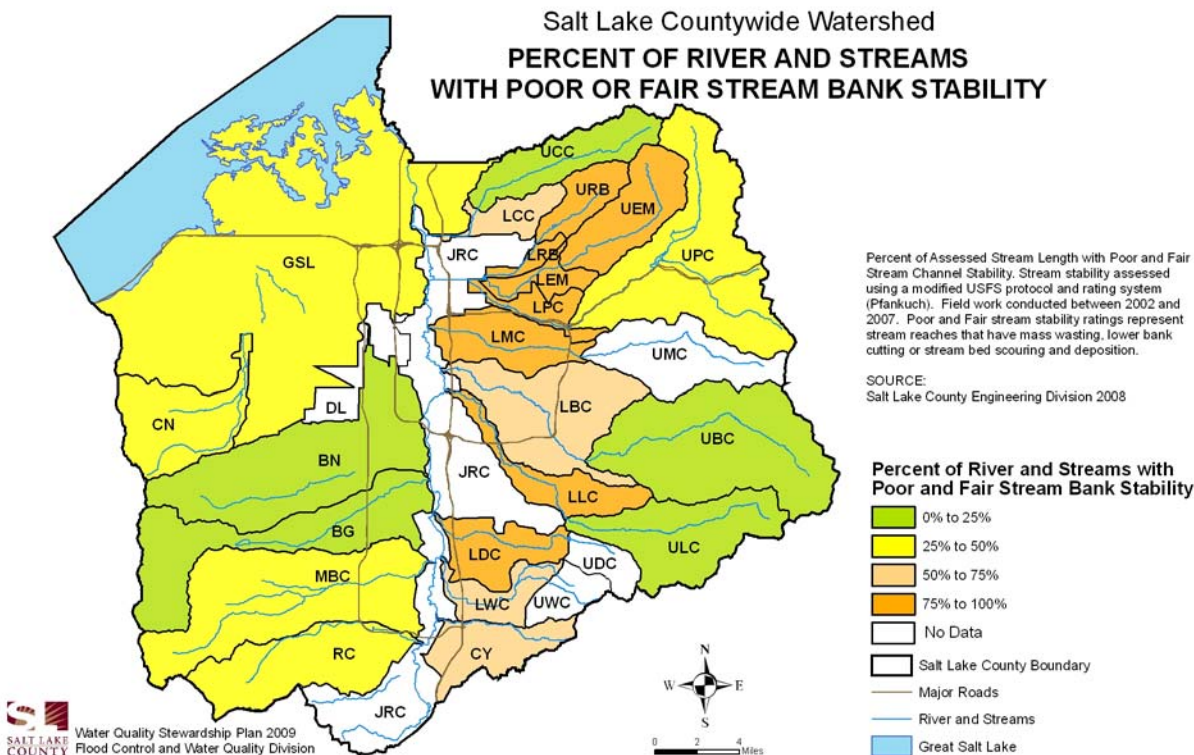 Salt Lake Countywide Watershed
PERCENT OF RIVER AND STREAMS
WITH POOR OR FAIR STREAM BANK STABILITY
UCC
URB
LCC
UEM
JRC
LRB
UPC
GSL
LEM
LPC
LMC
UMC
DL
LBC
CN
UBC
BN
JRC
LLC
BG
LDC
ULC
UDC
MBC
LWC
UWC
RC
CY
JRC
Percent of Assessed Stream Length with Poor and Fair
Stream Channel Stability. Stream stability assessed
using a modified USFS protocol and rating system
(Pfankuch). Field work conducted between 2002 and
2007. Poor and Fair stream stability ratings represent
stream reaches that have mass wasting, lower bank
cutting or stream bed scouring and deposition.
SOURCE:
Salt Lake County Engineering Division 2008
Percent of River and Streams with
Poor and Fair Stream Bank Stability
0% to 25%
25% to 50%
50% to 75%
75% to 100%
No Data
Salt Lake County Boundary
Major Roads
River and Streams
Great Salt Lake
N
W E
S
0 2 4
Miles
SL
SALT LAKE
COUNTY
Water Quality Stewardship Plan 2009
Flood Control and Water Quality Division